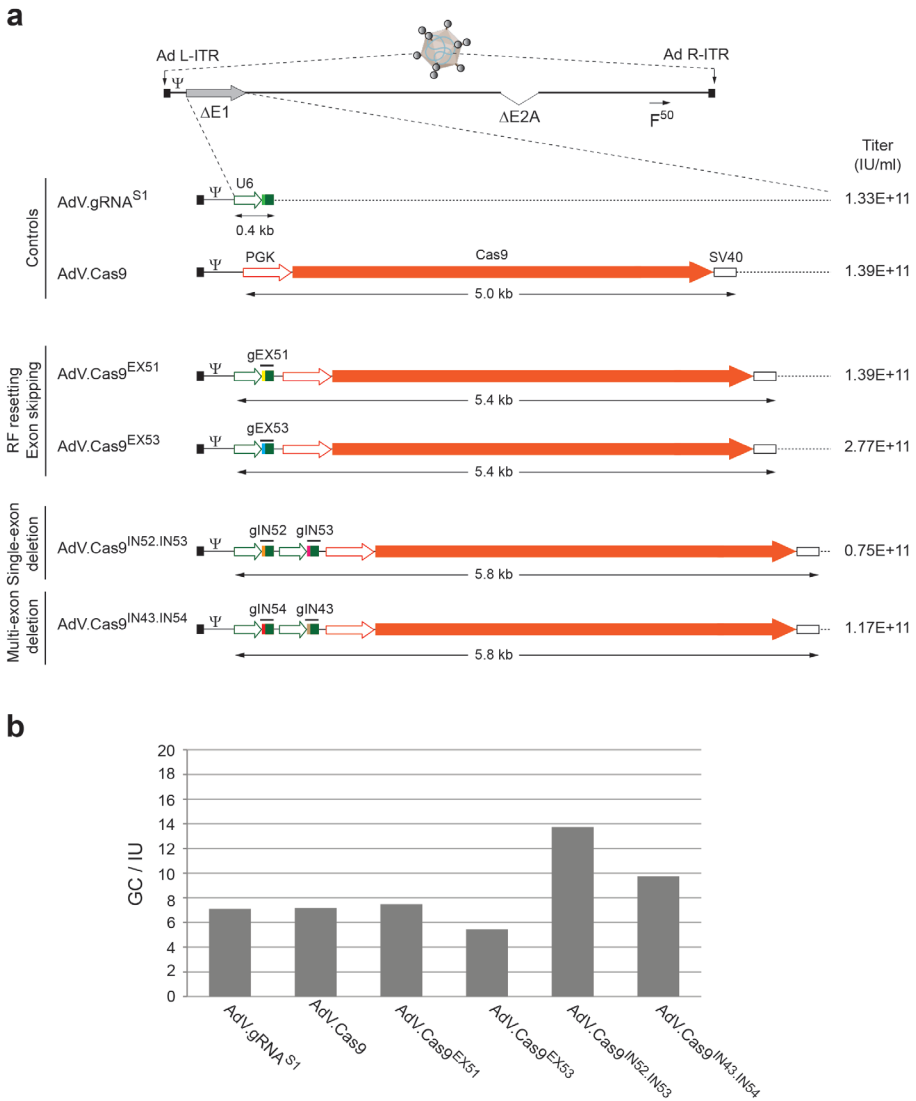 a
Ad L-ITR
Ad R-ITR
Ψ
ΔE1
ΔE2A
F50
Titer
(IU/ml)
Controls
AdV.gRNAS1
Ψ
U6
0.4 kb
1.33E+11
AdV.Cas9
Ψ
PGK
Cas9
SV40
5.0 kb
1.39E+11
RF resetting
Exon skipping
AdV.Cas9EX51
Ψ
gEX51
5.4 kb
1.39E+11
AdV.Cas9EX53
Ψ
gEX53
5.4 kb
2.77E+11
Single-exon
deletion
AdV.Cas9IN52.IN53
Ψ
gIN52
gIN53
5.8 kb
0.75E+11
Multi-exon
deletion
AdV.Cas9IN43.IN54
Ψ
gIN54
gIN43
5.8 kb
1.17E+11
b
GC / IU
20
18
16
14
12
10
8
6
4
2
0
AdV.gRNAS1
AdV.Cas9
AdV.Cas9EX51
AdV.Cas9EX53
AdV.Cas9IN52.IN53
AdV.Cas9IN43.IN54